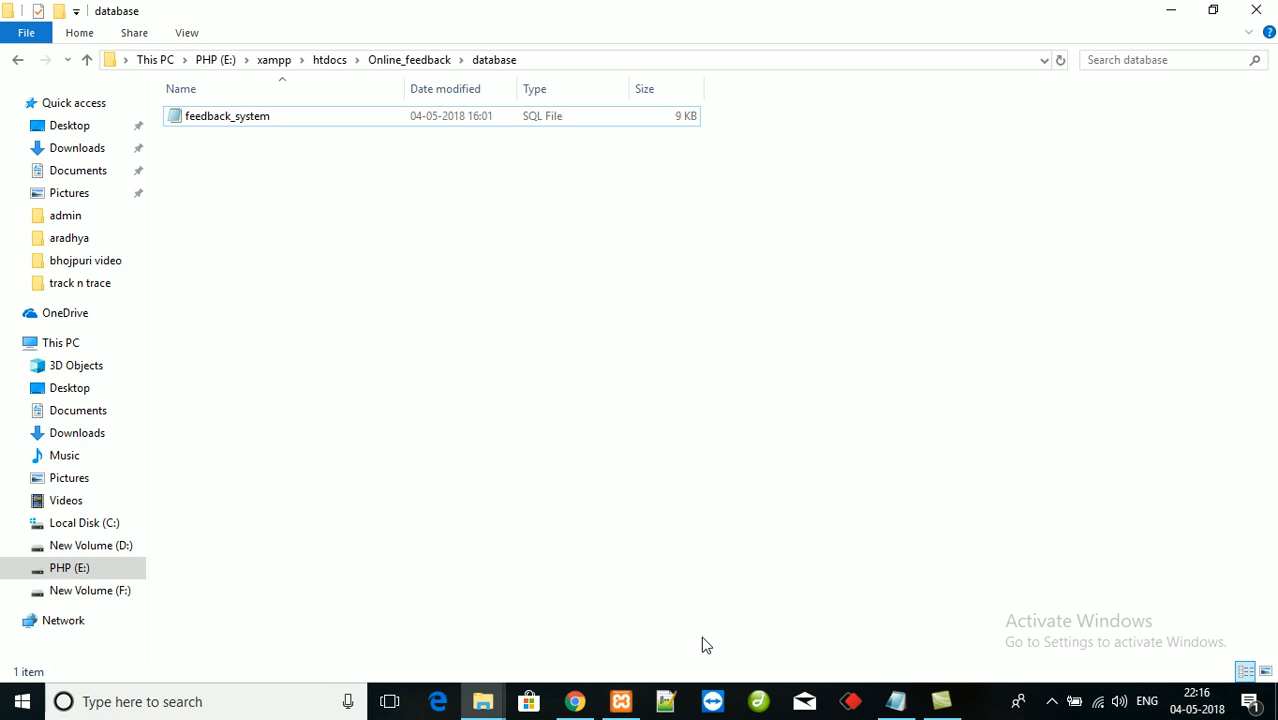 database
File Home Share View
This PC PHP (E:) xampp htdocs Online_feedback database
Search database
Name Date modified Type Size
feedback_system 04-05-2018 16:01 SQL File 9 KB
Quick access
Desktop
Downloads
Documents
Pictures
admin
aradhya
bhojpuri video
track n trace
OneDrive
This PC
3D Objects
Desktop
Documents
Downloads
Music
Pictures
Videos
Local Disk (C:)
New Volume (D:)
PHP (E:)
New Volume (F:)
Network
Activate Windows
Go to Settings to activate Windows.
1 item
Type here to search
ENG
22:16
04-05-2018
1